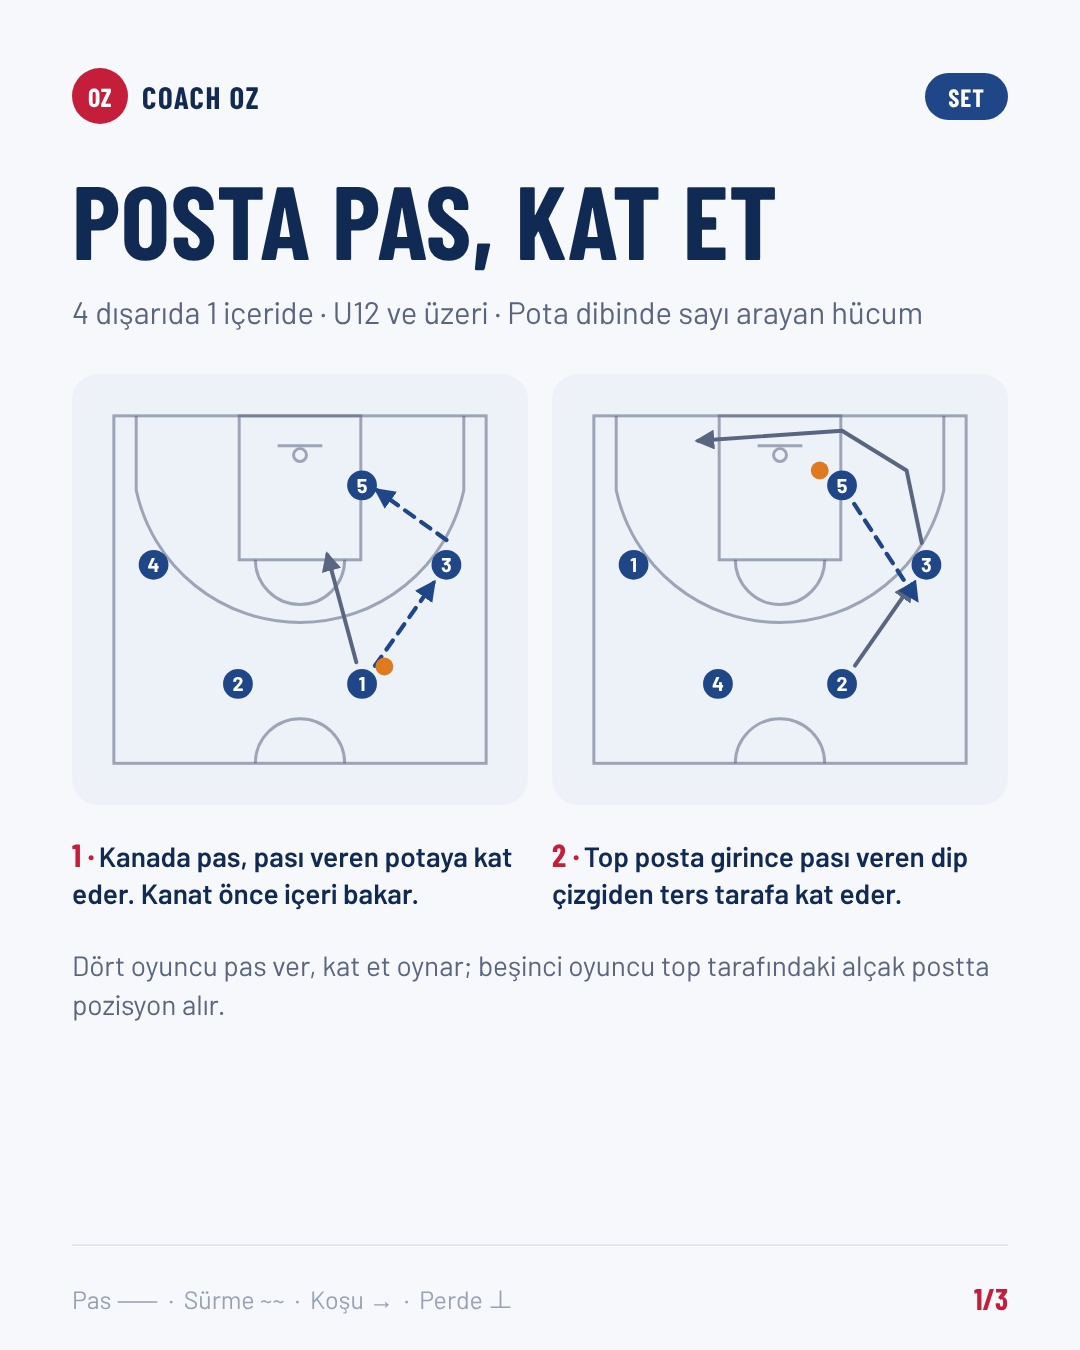 OZ COACH OZ
SET
POSTA PAS, KAT ET
4 dışarıda 1 içeride · U12 ve üzeri · Pota dibinde sayı arayan hücum
5
4
3
2
1
5
1
3
4
2
1 · Kanada pas, pası veren potaya kat
eder. Kanat önce içeri bakar.
2 · Top posta girince pası veren dip
çizgiden ters tarafa kat eder.
Dört oyuncu pas ver, kat et oynar; beşinci oyuncu top tarafındaki alçak postta
pozisyon alır.
Pas —— · Sürme ~~ · Koşu → · Perde ⊥
1/3